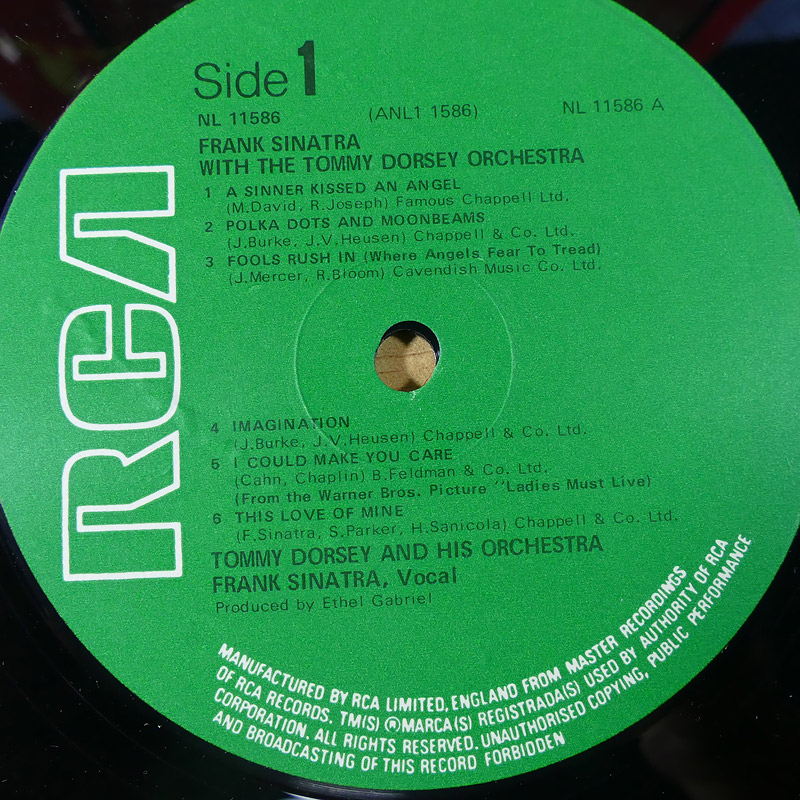 Side 1
NL 11586 (ANL1 1586) NL 11586 A
FRANK SINATRA
WITH THE TOMMY DORSEY ORCHESTRA
1 A SINNER KISSED AN ANGEL
(M.David, R.Joseph) Famous Chappell Ltd.
2 POLKA DOTS AND MOONBEAMS
(J.Burke, J.V.Heusen) Chappell & Co. Ltd.
3 FOOLS RUSH IN (Where Angels Fear To Tread)
(J.Mercer, R.Bloom) Cavendish Music Co. Ltd.
RCA
4 IMAGINATION
(J.Burke, J.V.Heusen) Chappell & Co. Ltd.
5 I COULD MAKE YOU CARE
(Cahn, Chaplin) B.Feldman & Co. Ltd.
(From the Warner Bros. Picture "Ladies Must Live)
6 THIS LOVE OF MINE
(F.Sinatra, S.Parker, H.Sanicola) Chappell & Co. Ltd.
TOMMY DORSEY AND HIS ORCHESTRA
FRANK SINATRA, Vocal
Produced by Ethel Gabriel
MANUFACTURED BY RCA LIMITED, ENGLAND FROM MASTER RECORDINGS
OF RCA RECORDS. TM(S) ®MARCA(S) REGISTRADA(S) USED BY AUTHORITY OF RCA
CORPORATION. ALL RIGHTS RESERVED. UNAUTHORISED COPYING, PUBLIC PERFORMANCE
AND BROADCASTING OF THIS RECORD FORBIDDEN